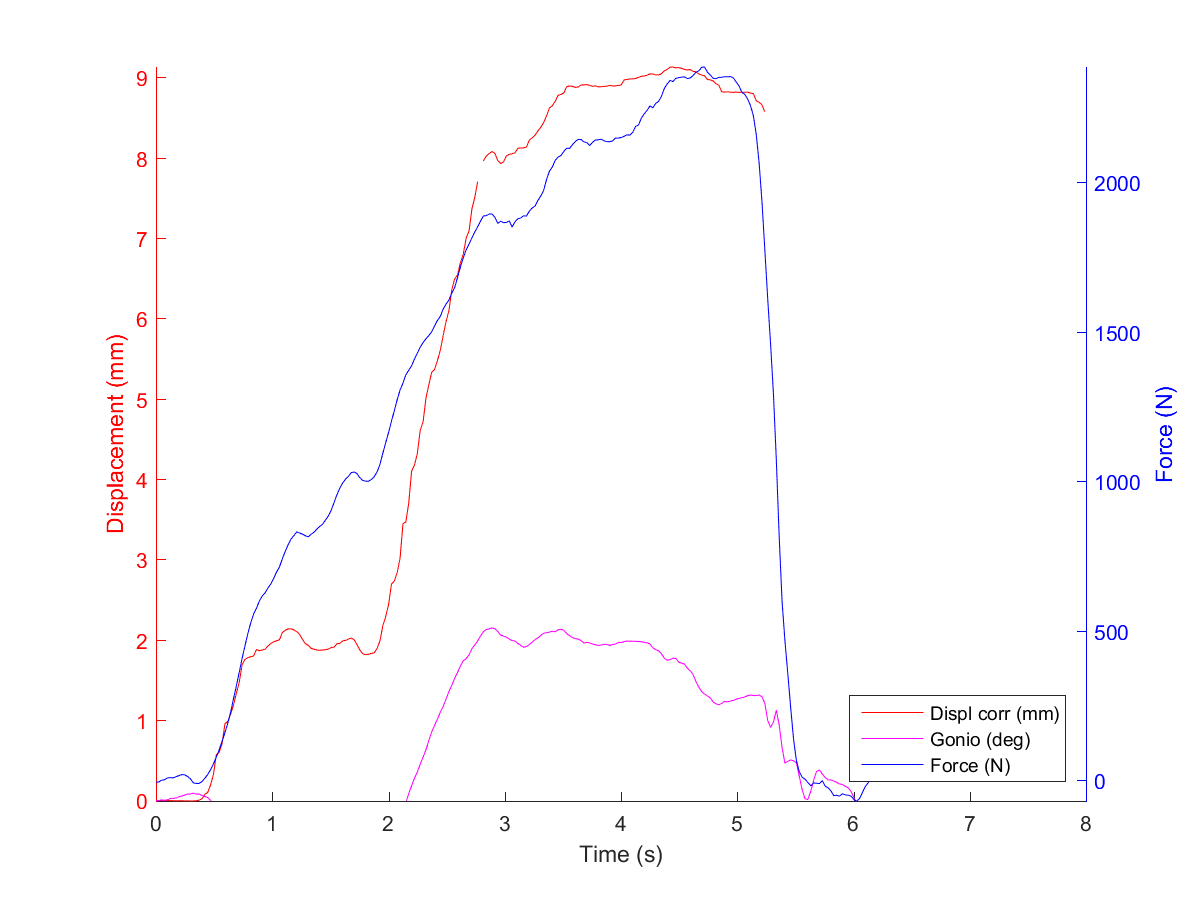 9
8
7
6
5
4
3
2
1
0
Displacement (mm)
2000
1500
1000
500
0
Force (N)
Displ corr (mm)
Gonio (deg)
Force (N)
0 1 2 3 4 5 6 7 8
Time (s)